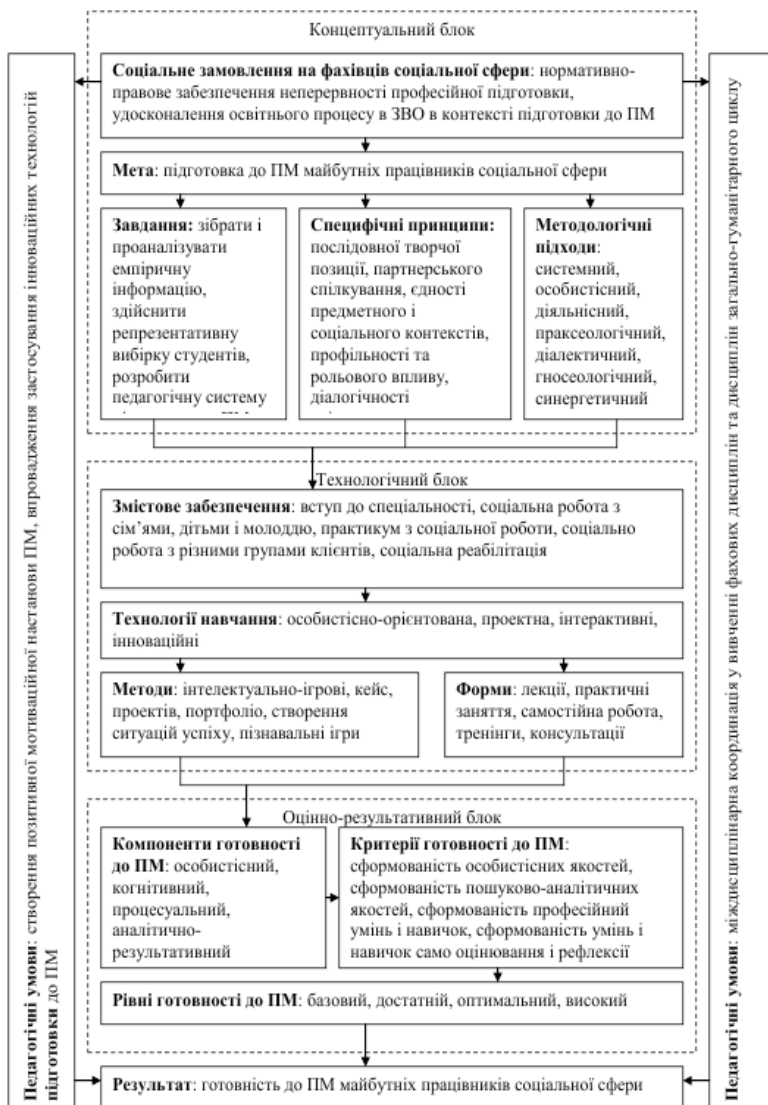 Концептуальний блок
Соціальне замовлення на фахівців соціальної сфери: нормативно-
правове забезпечення неперервності професійної підготовки,
удосконалення освітнього процесу в ЗВО в контексті підготовки до ПМ
Мета: підготовка до ПМ майбутніх працівників соціальної сфери
Завдання: зібрати і
проаналізувати
емпіричну
інформацію,
здійснити
репрезентативну
вибірку студентів,
розробити
педагогічну систему
Специфічні принципи:
послідовної творчої
позиції, партнерського
спілкування, єдності
предметного і
соціального контекстів,
профільності та
рольового впливу,
діалогічності
Методологічні
підходи:
системний,
особистісний,
діяльнісний,
праксеологічний,
діалектичний,
гносеологічний,
синергетичний
Технологічний блок
Змістове забезпечення: вступ до спеціальності, соціальна робота з
сім’ями, дітьми і молоддю, практикум з соціальної роботи, соціально
робота з різними групами клієнтів, соціальна реабілітація
Технології навчання: особистісно-орієнтована, проектна, інтерактивні,
інноваційні
Методи: інтелектуально-ігрові, кейс,
проектів, портфоліо, створення
ситуацій успіху, пізнавальні ігри
Форми: лекції, практичні
заняття, самостійна робота,
тренінги, консультації
Оцінно-результативний блок
Компоненти готовності
до ПМ: особистісний,
когнітивний,
процесуальний,
аналітично-
результативний
Критерії готовності до ПМ:
сформованість особистісних якостей,
сформованість пошуково-аналітичних
якостей, сформованість професійний
умінь і навичок, сформованість умінь і
навичок само оцінювання і рефлексії
Рівні готовності до ПМ: базовий, достатній, оптимальний, високий
Результат: готовність до ПМ майбутніх працівників соціальної сфери
Педагогічні умови: створення позитивної мотиваційної настанови ПМ, впровадження застосування інноваційних технологій
підготовки до ПМ
Педагогічні умови: міждисциплінарна координація у вивченні фахових дисциплін та дисциплін загально-гуманітарного циклу